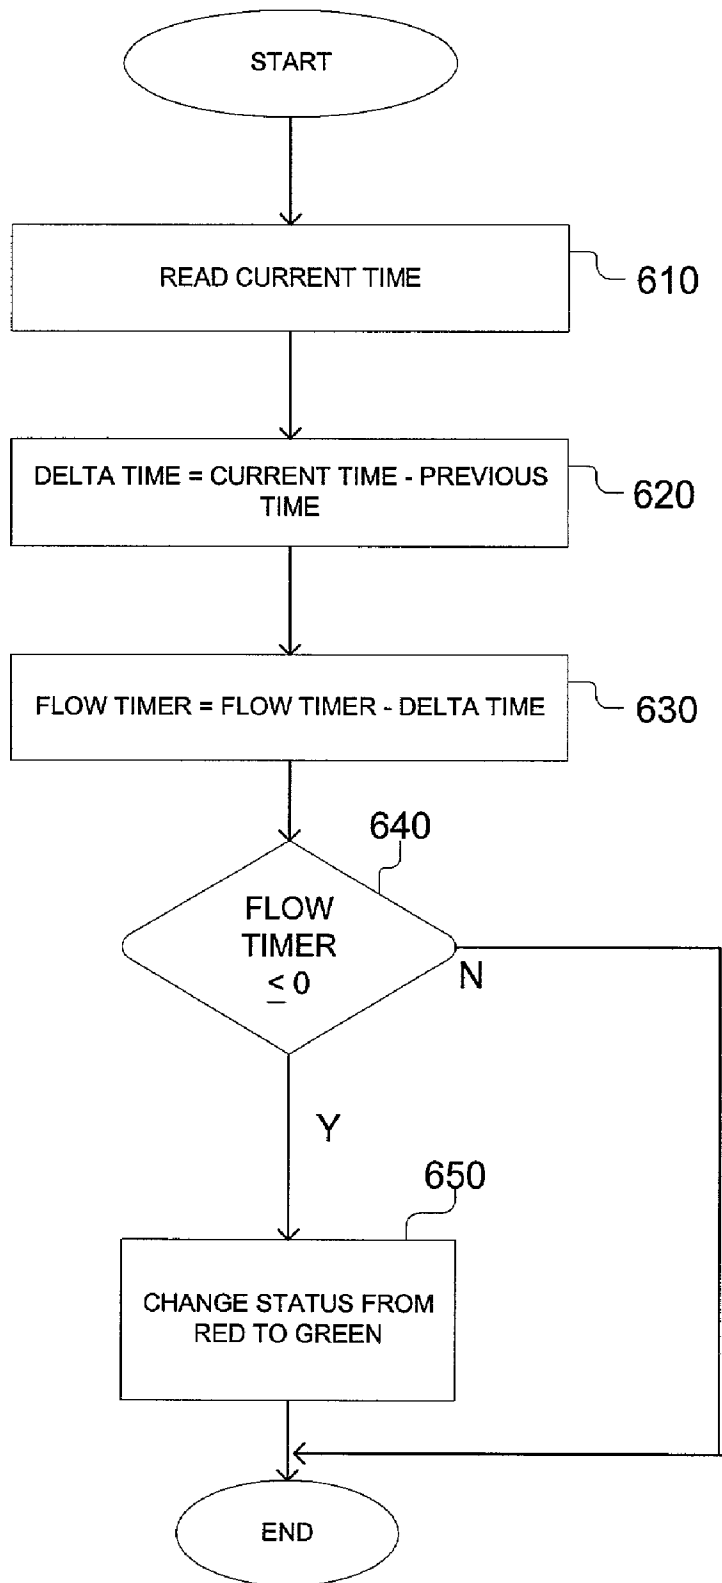 START
READ CURRENT TIME
610
DELTA TIME = CURRENT TIME - PREVIOUS
TIME
620
FLOW TIMER = FLOW TIMER - DELTA TIME
630
640
FLOW
TIMER
≤ 0
N
Y
650
CHANGE STATUS FROM
RED TO GREEN
END